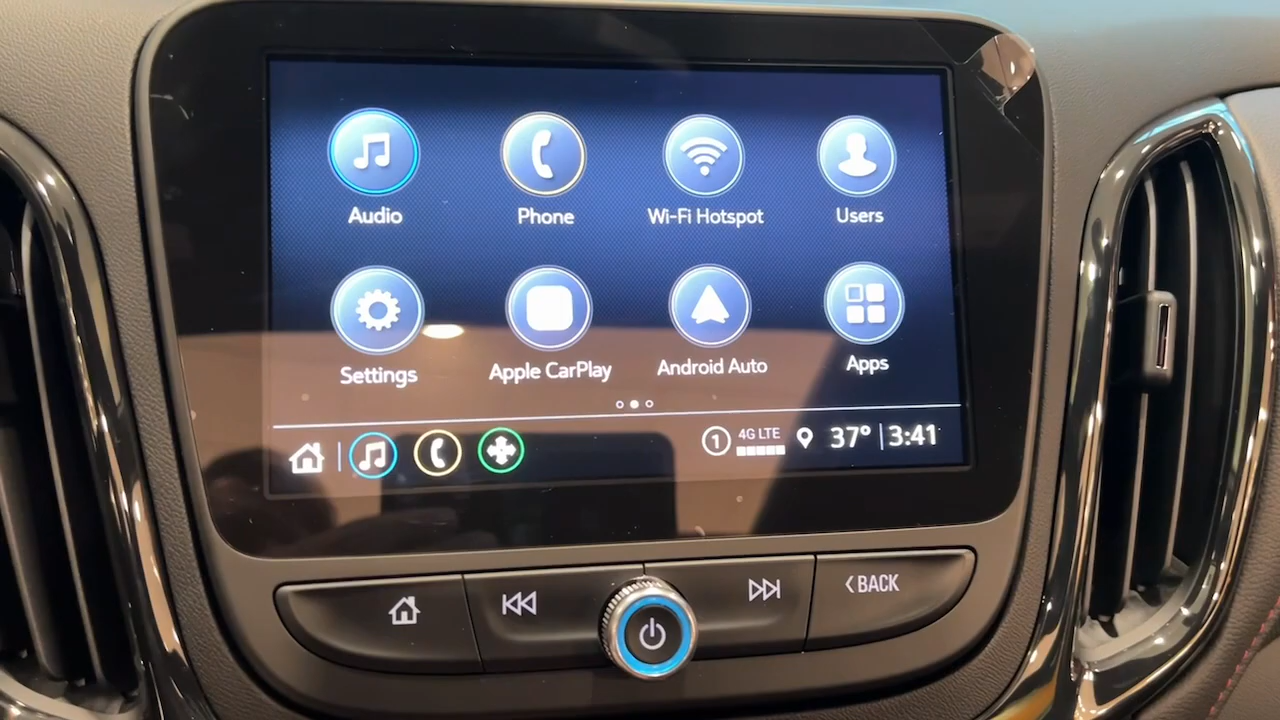 Audio
Phone
Wi-Fi Hotspot
Users
Settings
Apple CarPlay
Android Auto
Apps
1
4G LTE
37°
3:41
BACK